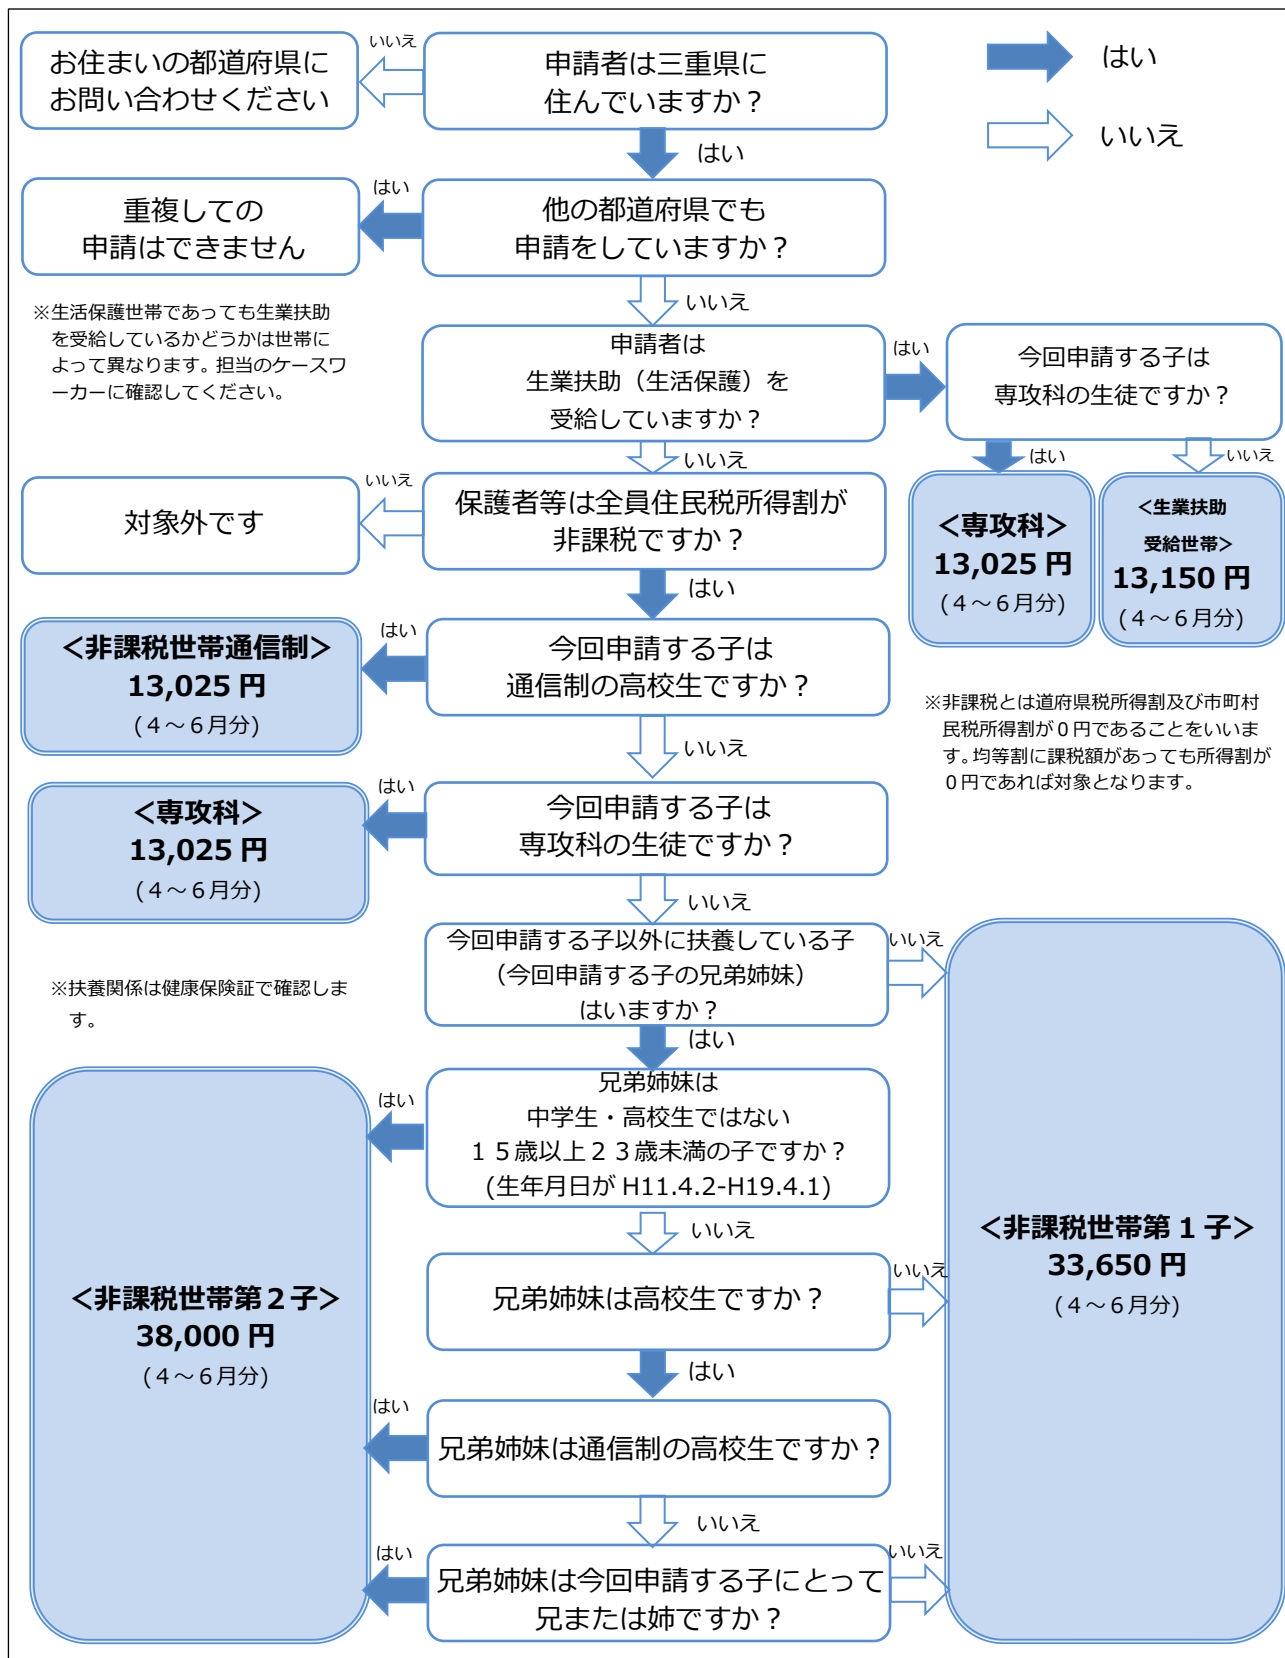 お住まいの都道府県に
お問い合わせください
いいえ
申請者は三重県に
住んでいますか？
はい
いいえ
はい
重複しての
申請はできません
はい
他の都道府県でも
申請をしていますか？
いいえ
※生活保護世帯であっても生業扶助
を受給しているかどうかは世帯に
よって異なります。担当のケースワ
ーカーに確認してください。
申請者は
生業扶助（生活保護）を
受給していますか？
はい
今回申請する子は
専攻科の生徒ですか？
いいえ
はい
いいえ
対象外です
いいえ
保護者等は全員住民税所得割が
非課税ですか？
はい
＜専攻科＞
13,025 円
(４～６月分)
＜生業扶助
受給世帯＞
13,150 円
(４～６月分)
＜非課税世帯通信制＞
13,025 円
(４～６月分)
はい
今回申請する子は
通信制の高校生ですか？
いいえ
※非課税とは道府県税所得割及び市町村
民税所得割が０円であることをいいま
す。均等割に課税額があっても所得割が
０円であれば対象となります。
＜専攻科＞
13,025 円
(４～６月分)
はい
今回申請する子は
専攻科の生徒ですか？
いいえ
今回申請する子以外に扶養している子
（今回申請する子の兄弟姉妹）
はいますか？
いいえ
はい
※扶養関係は健康保険証で確認しま
す。
兄弟姉妹は
中学生・高校生ではない
１５歳以上２３歳未満の子ですか？
(生年月日が H11.4.2-H19.4.1)
はい
いいえ
＜非課税世帯第２子＞
38,000 円
(４～６月分)
兄弟姉妹は高校生ですか？
いいえ
はい
＜非課税世帯第 1 子＞
33,650 円
(４～６月分)
はい
兄弟姉妹は通信制の高校生ですか？
いいえ
はい
兄弟姉妹は今回申請する子にとって
兄または姉ですか？
いいえ